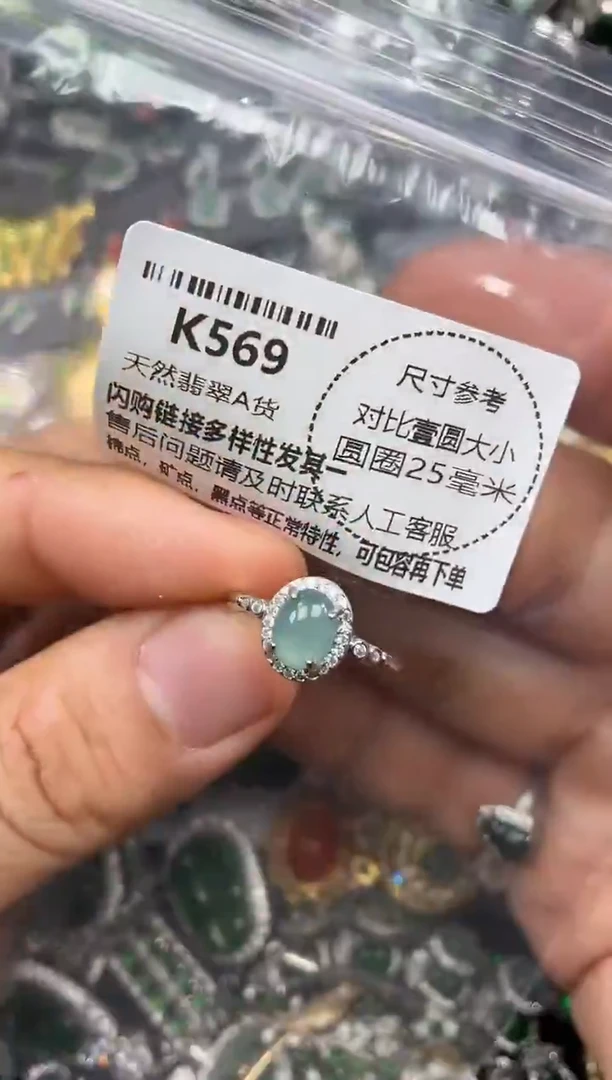 K569
天然翡翠A货
闪购链接多样性发其一
售后问题请及时联系人工客服
棉点，矿点，黑点等正常特性，可包容再下单
尺寸参考
对比壹圆大小
圆圈25毫米